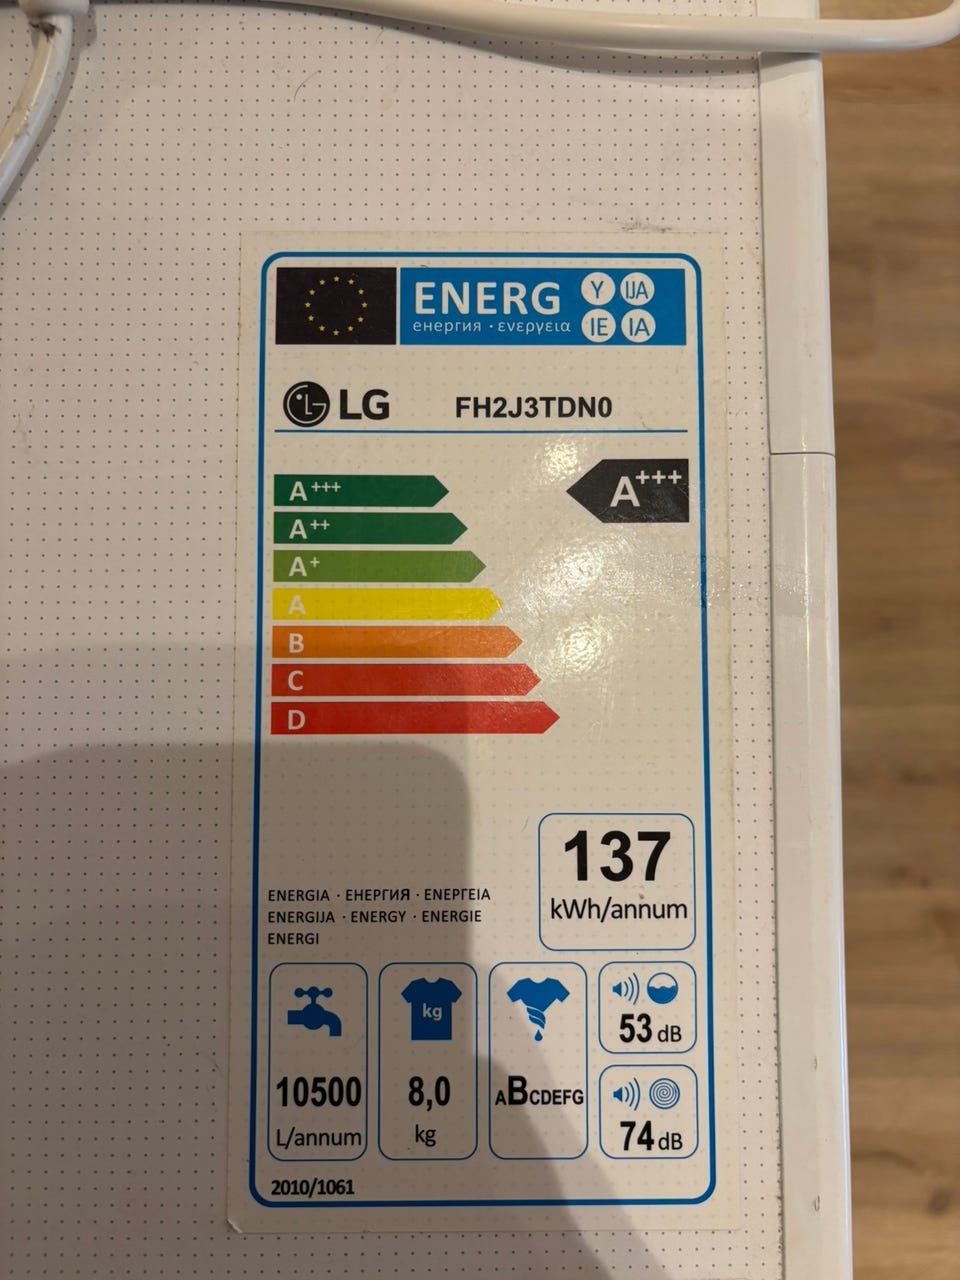 ENERG Y IJA
енергия · ενεργεια IE IA
LG FH2J3TDN0
A+++ A+++
A++
A+
A
B
C
D
137
kWh/annum
ENERGIA · ЕНЕРГИЯ · ΕΝΕΡΓΕΙΑ
ENERGIJA · ENERGY · ENERGIE
ENERGI
kg
10500
L/annum
8,0
kg
ABCDEFG
53 dB
74 dB
2010/1061